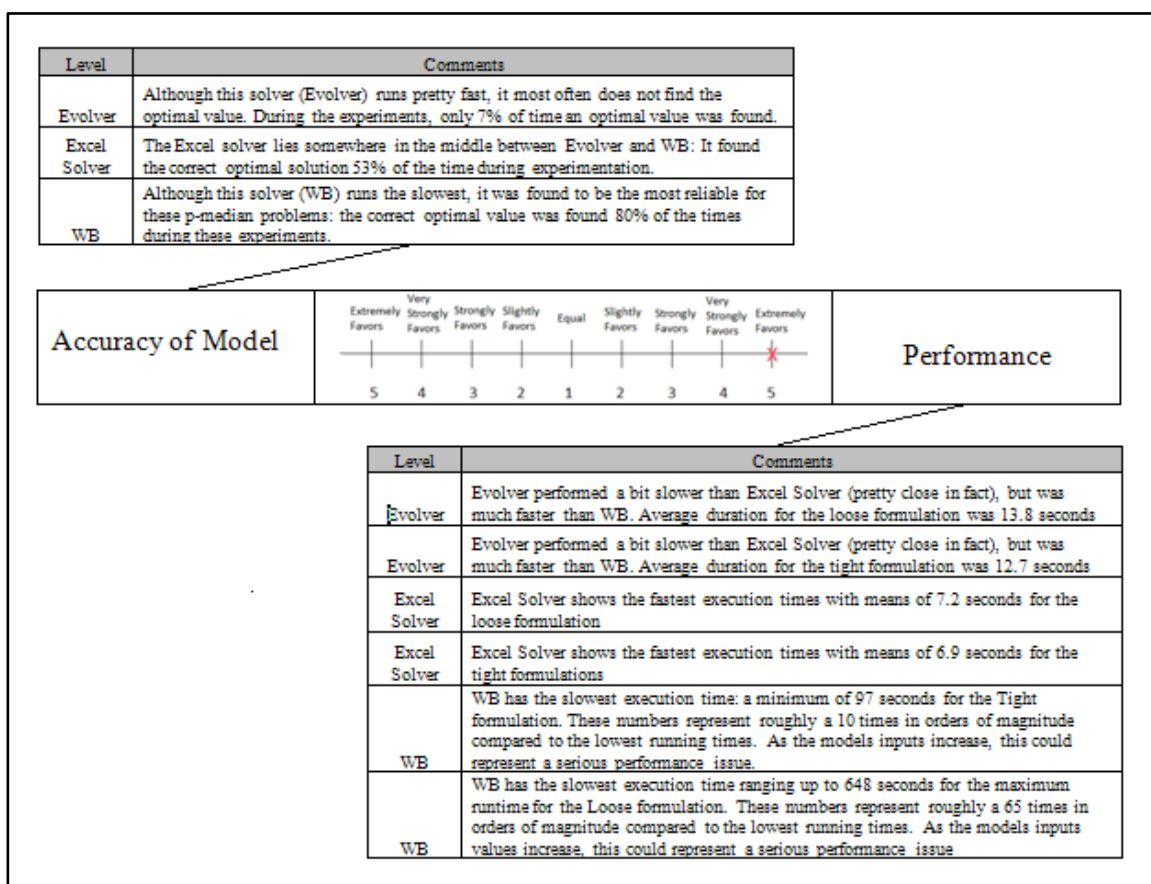 Level Comments
Although this solver (Evolver) runs pretty fast, it most often does not find the
Evolver optimal value. During the experiments, only 7% of time an optimal value was found.
Excel The Excel solver lies somewhere in the middle between Evolver and WB: It found
Solver the correct optimal solution 53% of the time during experimentation.
Although this solver (WB) runs the slowest, it was found to be the most reliable for
these p-median problems: the correct optimal value was found 80% of the times
WB during these experiments.
Accuracy of Model
Extremely Favors
Very Strongly Favors
Strongly Favors
Slightly Favors
Equal
Slightly Favors
Strongly Favors
Very Strongly Favors
Extremely Favors
X
5 4 3 2 1 2 3 4 5
Performance
Level Comments
Evolver performed a bit slower than Excel Solver (pretty close in fact), but was
Evolver much faster than WB. Average duration for the loose formulation was 13.8 seconds
Evolver performed a bit slower than Excel Solver (pretty close in fact), but was
Evolver much faster than WB. Average duration for the tight formulation was 12.7 seconds
Excel Excel Solver shows the fastest execution times with means of 7.2 seconds for the
Solver loose formulation
Excel Excel Solver shows the fastest execution times with means of 6.9 seconds for the
Solver tight formulations
WB has the slowest execution time: a minimum of 97 seconds for the Tight
formulation. These numbers represent roughly a 10 times in orders of magnitude
compared to the lowest running times. As the models inputs increase, this could
WB represent a serious performance issue.
WB has the slowest execution time ranging up to 648 seconds for the maximum
runtime for the Loose formulation. These numbers represent roughly a 65 times in
orders of magnitude compared to the lowest running times. As the models inputs
WB values increase, this could represent a serious performance issue